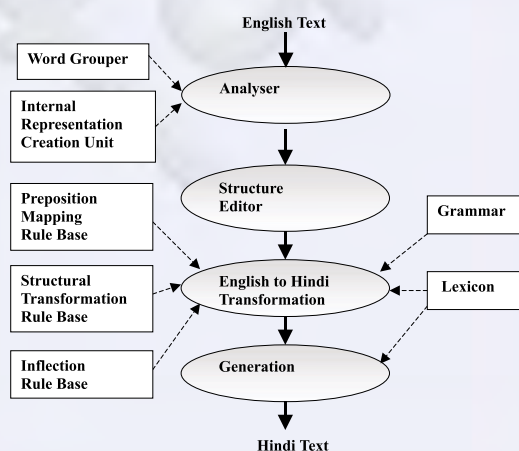 English Text
Word Grouper
Analyser
Internal
Representation
Creation Unit
Structure
Editor
Preposition
Mapping
Rule Base
Grammar
English to Hindi
Transformation
Structural
Transformation
Rule Base
Lexicon
Inflection
Rule Base
Generation
Hindi Text